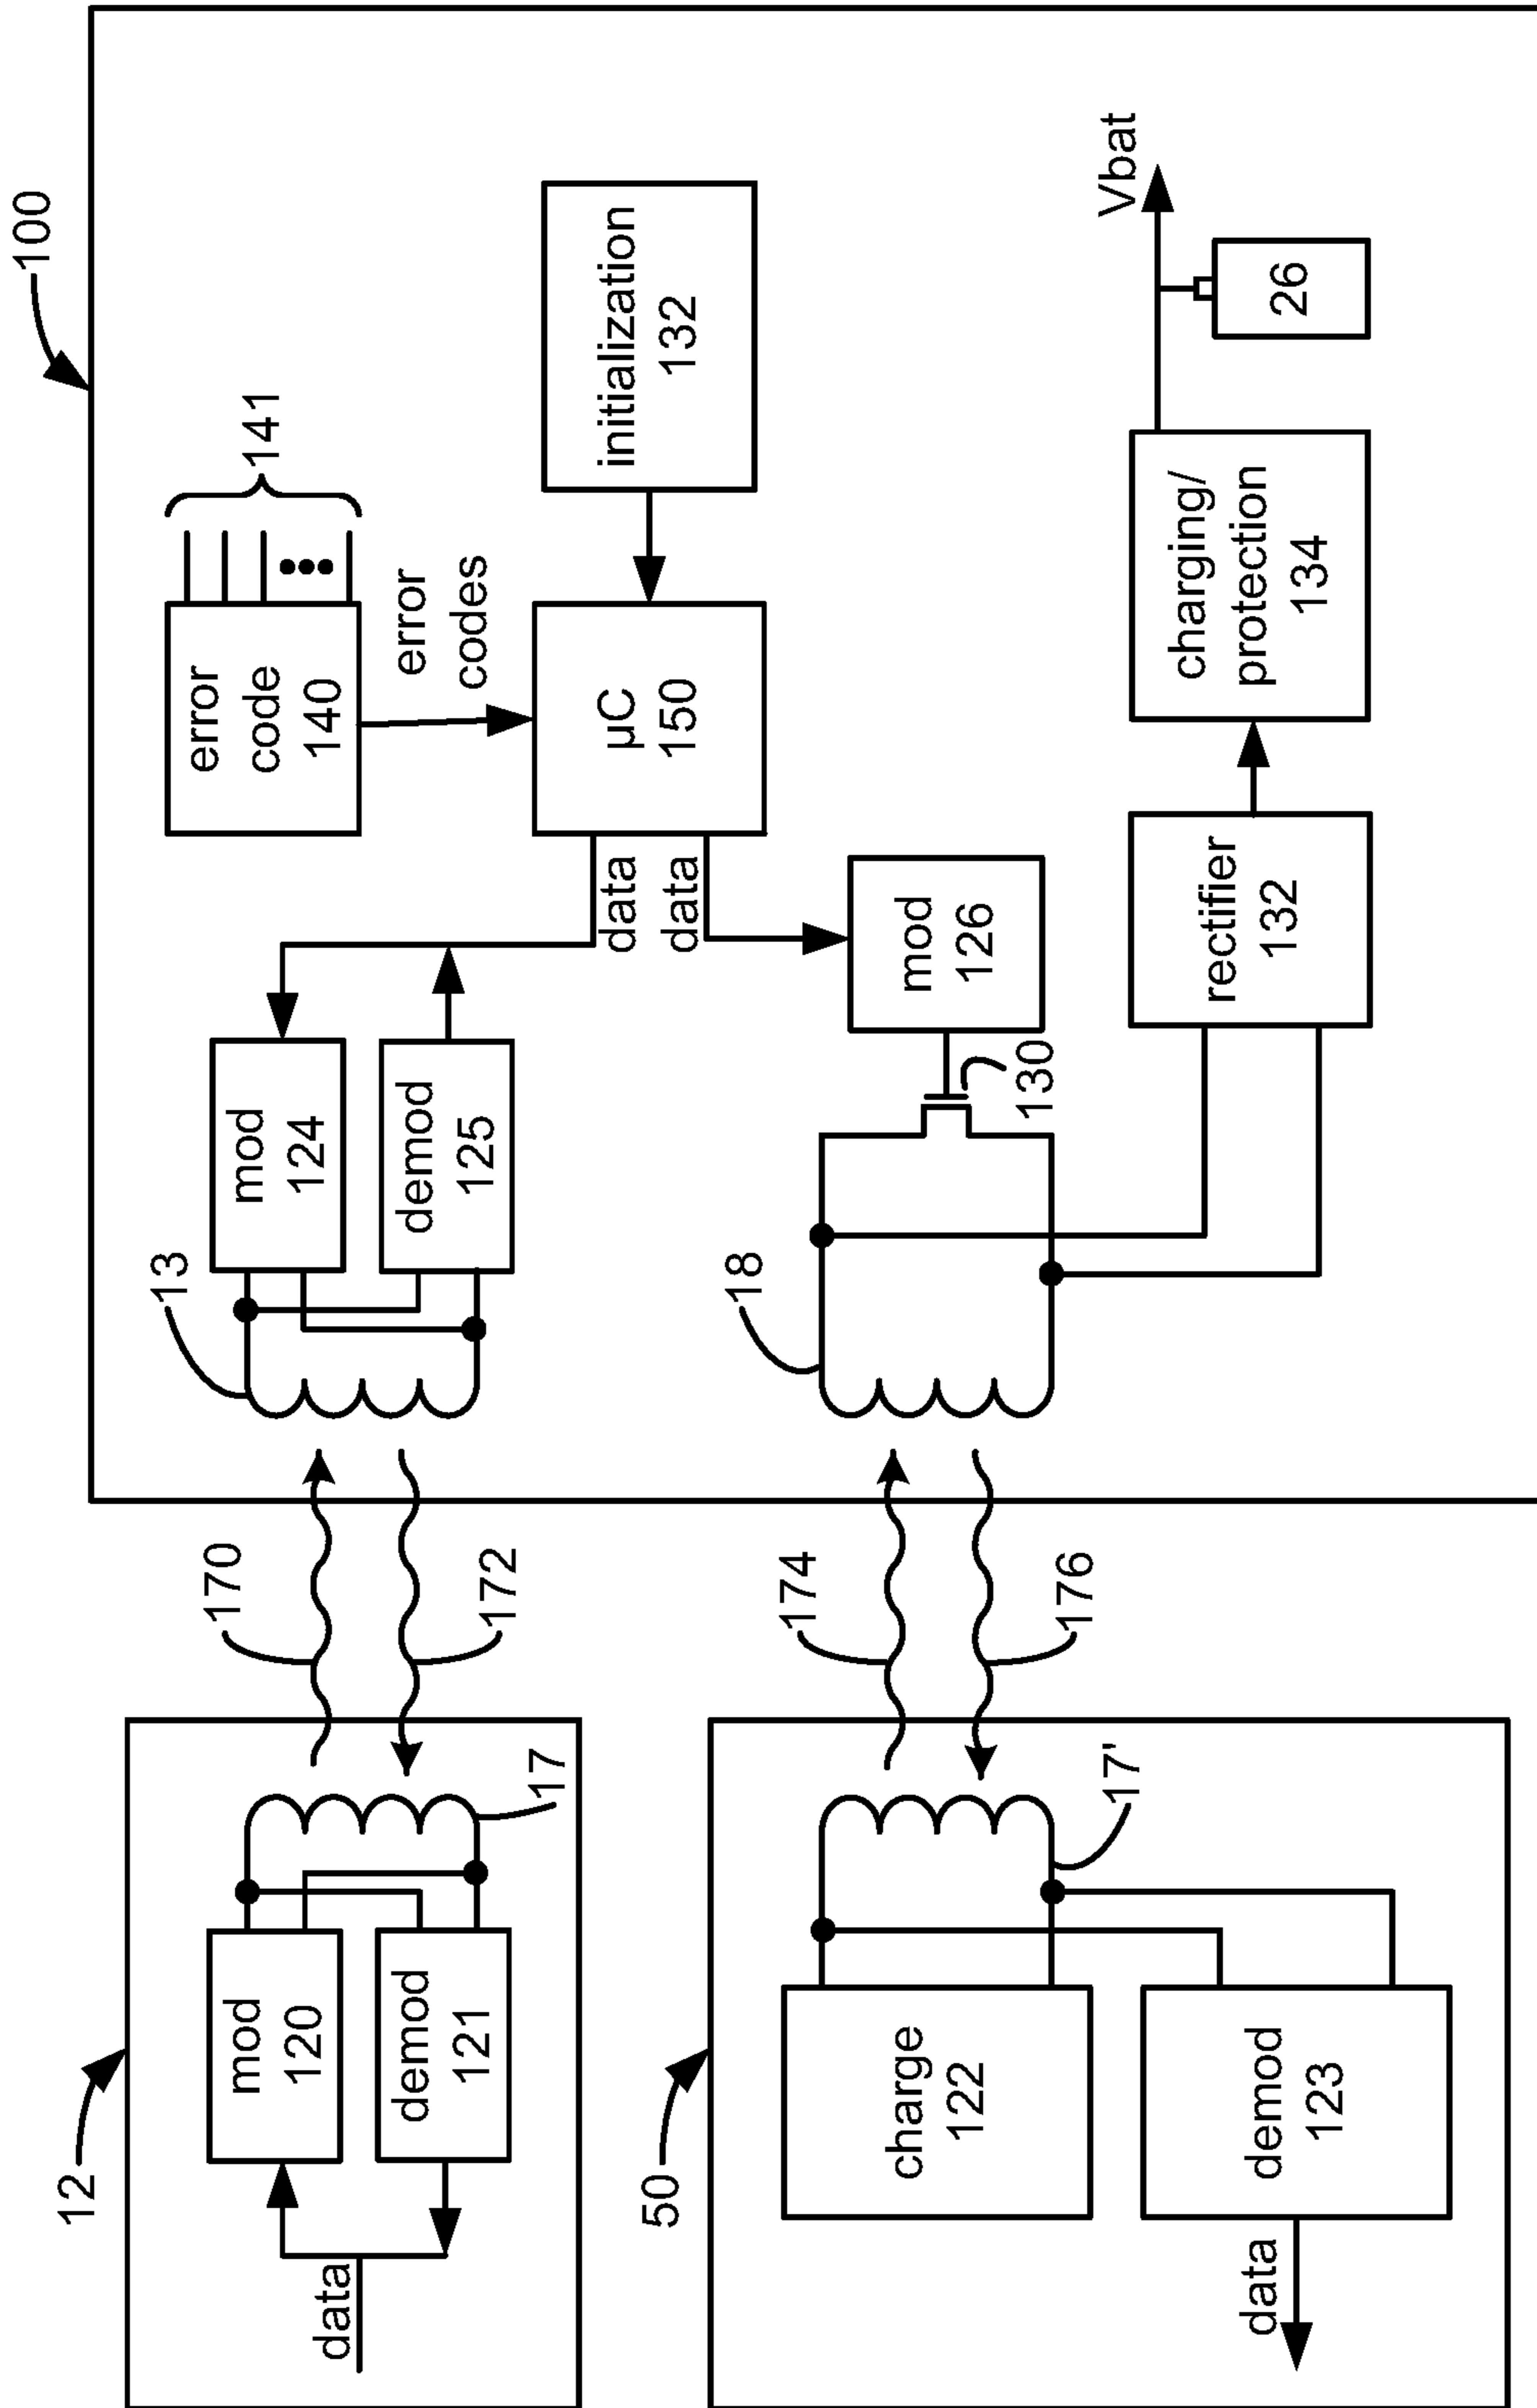 12
data
mod
120
demod
121
17
170
172
13
mod
124
demod
125
100
error
code
140
141
error
codes
µC
150
data
data
initialization
132
50
charge
122
demod
123
data
17'
174
176
18
130
mod
126
rectifier
132
charging/
protection
134
Vbat
26